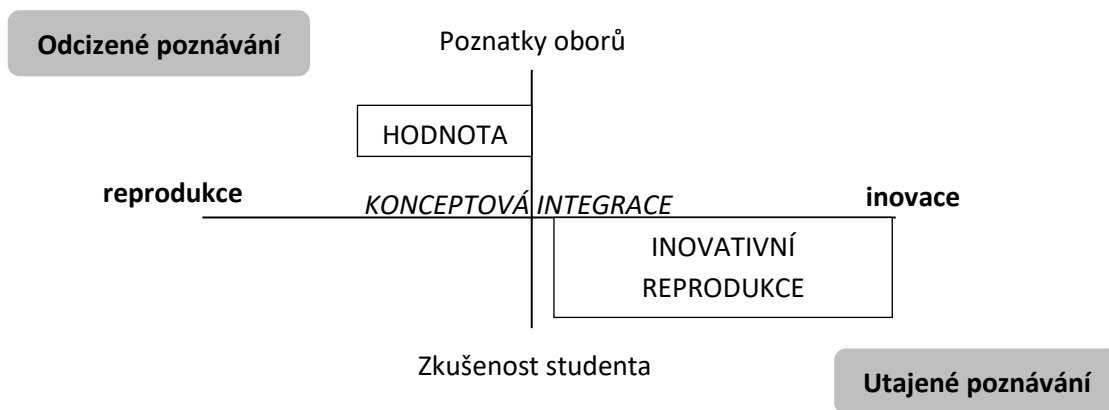 Odcizené poznávání
Poznatky oborů
HODNOTA
reprodukce
KONCEPTOVÁ INTEGRACE
inovace
INOVATIVNÍ
REPRODUKCE
Zkušenost studenta
Utajené poznávání